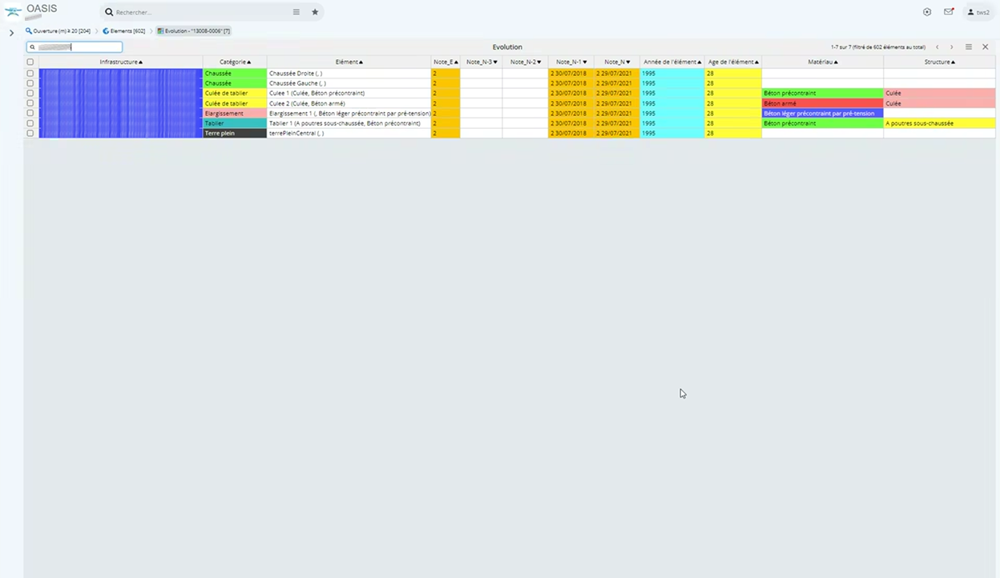 OASIS
Rechercher...
tws2
Ouverture (m) ≥ 20 [204]
Elements [602]
Evolution - "13008-0006" [7]
Evolution
1-7 sur 7 (filtré de 602 éléments au total)
Infrastructure Catégorie Elément Note_E Note_N-3 Note_N-2 Note_N-1 Note_N Année de l'élément Age de l'élément Matériau Structure
Chaussée Chaussée Droite (, ) 2 2 30/07/2018 2 29/07/2021 1995 28
Chaussée Chaussée Gauche (, ) 2 2 30/07/2018 2 29/07/2021 1995 28
Culée de tablier Culee 1 (Culée, Béton précontraint) 2 2 30/07/2018 2 29/07/2021 1995 28 Béton précontraint Culée
Culée de tablier Culee 2 (Culée, Béton armé) 2 2 30/07/2018 2 29/07/2021 1995 28 Béton armé Culée
Elargissement Elargissement 1 (, Béton léger précontraint par pré-tension) 2 2 30/07/2018 2 29/07/2021 1995 28 Béton léger précontraint par pré-tension
Tablier Tablier 1 (A poutres sous-chaussée, Béton précontraint) 2 2 30/07/2018 2 29/07/2021 1995 28 Béton précontraint A poutres sous-chaussée
Terre plein terrePleinCentral (, ) 2 2 30/07/2018 2 29/07/2021 1995 28